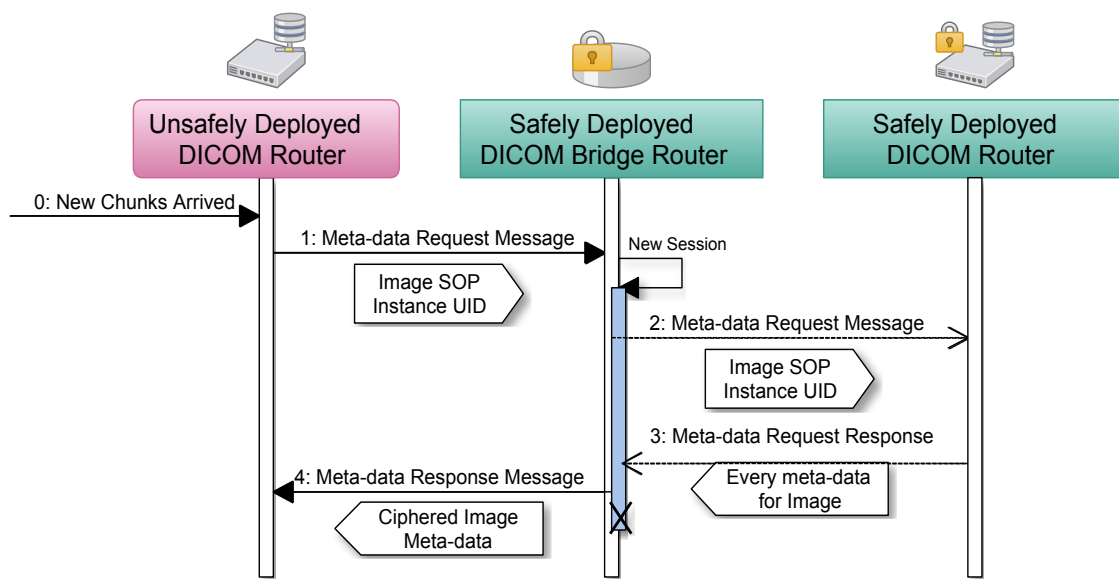 Unsafely Deployed
DICOM Router
Safely Deployed
DICOM Bridge Router
Safely Deployed
DICOM Router
0: New Chunks Arrived
1: Meta-data Request Message
New Session
Image SOP
Instance UID
2: Meta-data Request Message
Image SOP
Instance UID
3: Meta-data Request Response
4: Meta-data Response Message
Every meta-data
for Image
Ciphered Image
Meta-data